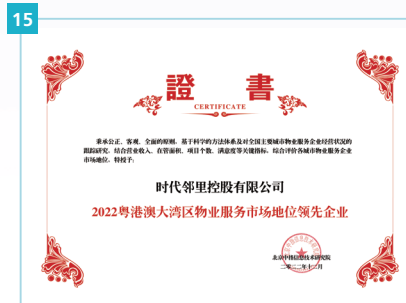 15
證 書
CERTIFICATE
秉承公正、客观、全面的原则，基于科学的方法体系及对全国主要城市物业服务企业经营状况的
跟踪研究，结合营业收入、在管面积、项目个数、满意度等关键指标，综合评价各城市物业服务企业
市场地位，特授予：
时代邻里控股有限公司
2022粤港澳大湾区物业服务市场地位领先企业
北京中指信息技术研究院
二零二二年十二月